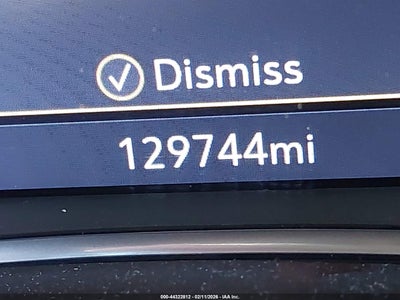 Dismiss
129744mi
000-44322812 - 02/11/2026 - IAA Inc.